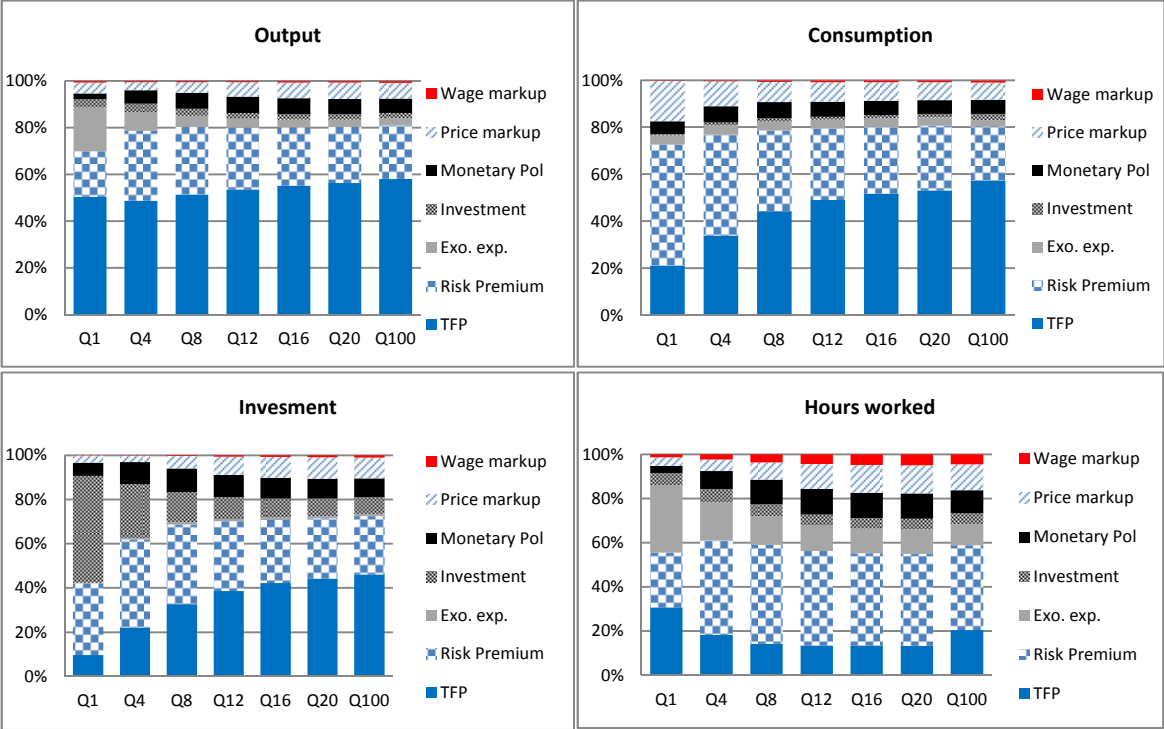 Output
100%
80%
60%
40%
20%
0%
Q1 Q4 Q8 Q12 Q16 Q20 Q100
Wage markup
Price markup
Monetary Pol
Investment
Exo. exp.
Risk Premium
TFP
Consumption
100%
80%
60%
40%
20%
0%
Q1 Q4 Q8 Q12 Q16 Q20 Q100
Wage markup
Price markup
Monetary Pol
Investment
Exo. exp.
Risk Premium
TFP
Invesment
100%
80%
60%
40%
20%
0%
Q1 Q4 Q8 Q12 Q16 Q20 Q100
Wage markup
Price markup
Monetary Pol
Investment
Exo. exp.
Risk Premium
TFP
Hours worked
100%
80%
60%
40%
20%
0%
Q1 Q4 Q8 Q12 Q16 Q20 Q100
Wage markup
Price markup
Monetary Pol
Investment
Exo. exp.
Risk Premium
TFP